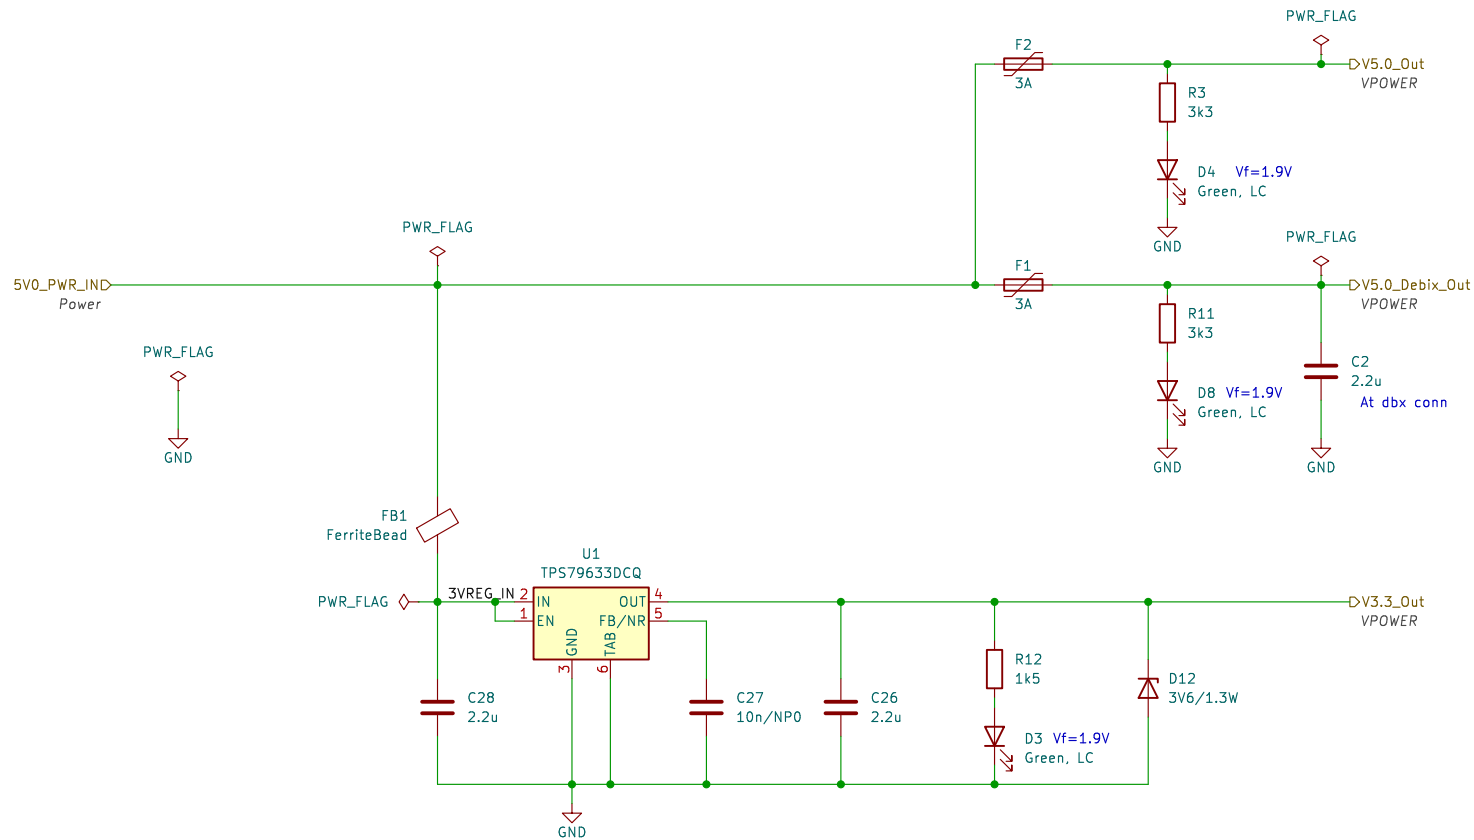 PWR_FLAG
F2
3A
V5.0_Out
VPOWER
R3
3k3
D4 Vf=1.9V
Green, LC
GND
PWR_FLAG
PWR_FLAG
5V0_PWR_IN
Power
F1
3A
V5.0_Debix_Out
VPOWER
R11
3k3
PWR_FLAG
GND
C2
2.2u
At dbx conn
D8 Vf=1.9V
Green, LC
GND
GND
FB1
FerriteBead
U1
TPS79633DCQ
PWR_FLAG
3VREG_IN
2
IN
1
EN
OUT
4
FB/NR
5
GND
3
TAB
6
V3.3_Out
VPOWER
C28
2.2u
C27
10n/NP0
C26
2.2u
R12
1k5
D3 Vf=1.9V
Green, LC
D12
3V6/1.3W
GND